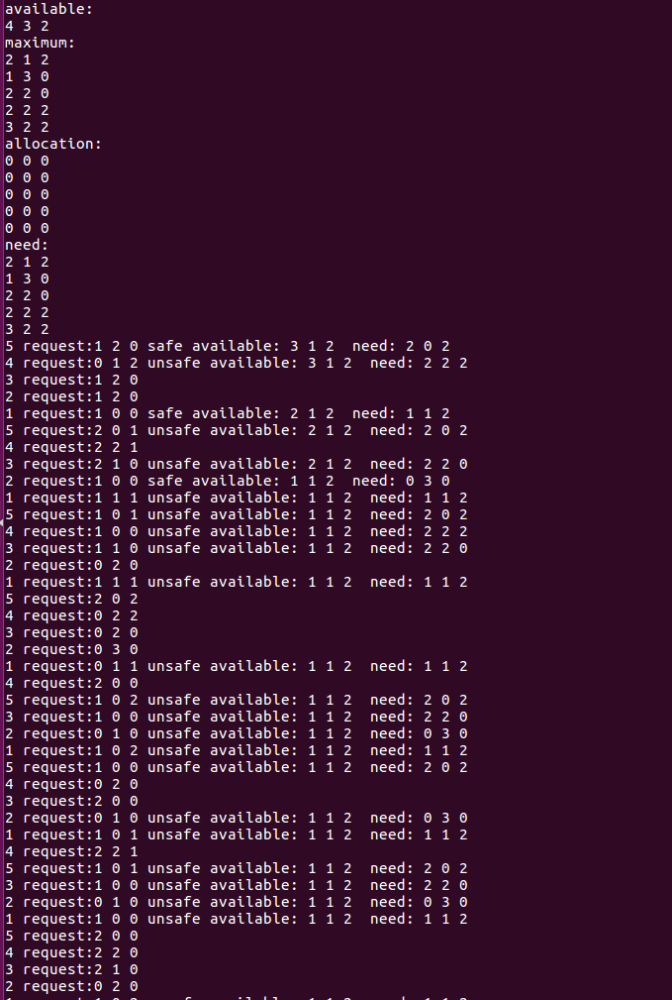 available:
4 3 2
maximum:
2 1 2
1 3 0
2 2 0
2 2 2
3 2 2
allocation:
0 0 0
0 0 0
0 0 0
0 0 0
0 0 0
need:
2 1 2
1 3 0
2 2 0
2 2 2
3 2 2
5 request:1 2 0 safe available: 3 1 2  need: 2 0 2
4 request:0 1 2 unsafe available: 3 1 2  need: 2 2 2
3 request:1 2 0
2 request:1 2 0
1 request:1 0 0 safe available: 2 1 2  need: 1 1 2
5 request:2 0 1 unsafe available: 2 1 2  need: 2 0 2
4 request:2 2 1
3 request:2 1 0 unsafe available: 2 1 2  need: 2 2 0
2 request:1 0 0 safe available: 1 1 2  need: 0 3 0
1 request:1 1 1 unsafe available: 1 1 2  need: 1 1 2
5 request:1 0 1 unsafe available: 1 1 2  need: 2 0 2
4 request:1 0 0 unsafe available: 1 1 2  need: 2 2 2
3 request:1 1 0 unsafe available: 1 1 2  need: 2 2 0
2 request:0 2 0
1 request:1 1 1 unsafe available: 1 1 2  need: 1 1 2
5 request:2 0 2
4 request:0 2 2
3 request:0 2 0
2 request:0 3 0
1 request:0 1 1 unsafe available: 1 1 2  need: 1 1 2
4 request:2 0 0
5 request:1 0 2 unsafe available: 1 1 2  need: 2 0 2
3 request:1 0 0 unsafe available: 1 1 2  need: 2 2 0
2 request:0 1 0 unsafe available: 1 1 2  need: 0 3 0
1 request:1 0 2 unsafe available: 1 1 2  need: 1 1 2
5 request:1 0 0 unsafe available: 1 1 2  need: 2 0 2
4 request:0 2 0
3 request:2 0 0
2 request:0 1 0 unsafe available: 1 1 2  need: 0 3 0
1 request:1 0 1 unsafe available: 1 1 2  need: 1 1 2
4 request:2 2 1
5 request:1 0 1 unsafe available: 1 1 2  need: 2 0 2
3 request:1 0 0 unsafe available: 1 1 2  need: 2 2 0
2 request:0 1 0 unsafe available: 1 1 2  need: 0 3 0
1 request:1 0 0 unsafe available: 1 1 2  need: 1 1 2
5 request:2 0 0
4 request:2 2 0
3 request:2 1 0
2 request:0 2 0